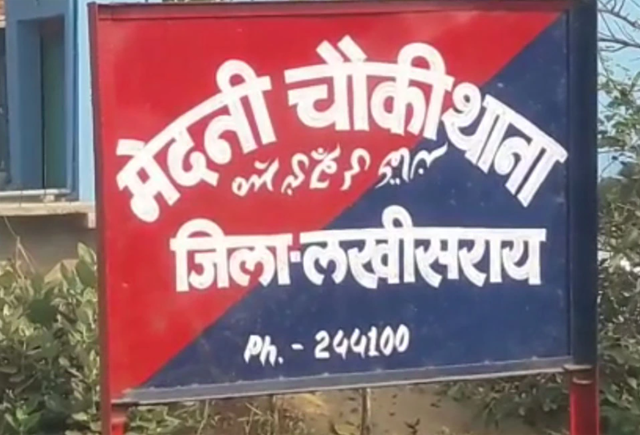 मेदनी चौकी थाना
जिला-लखीसराय
Ph. - 244100